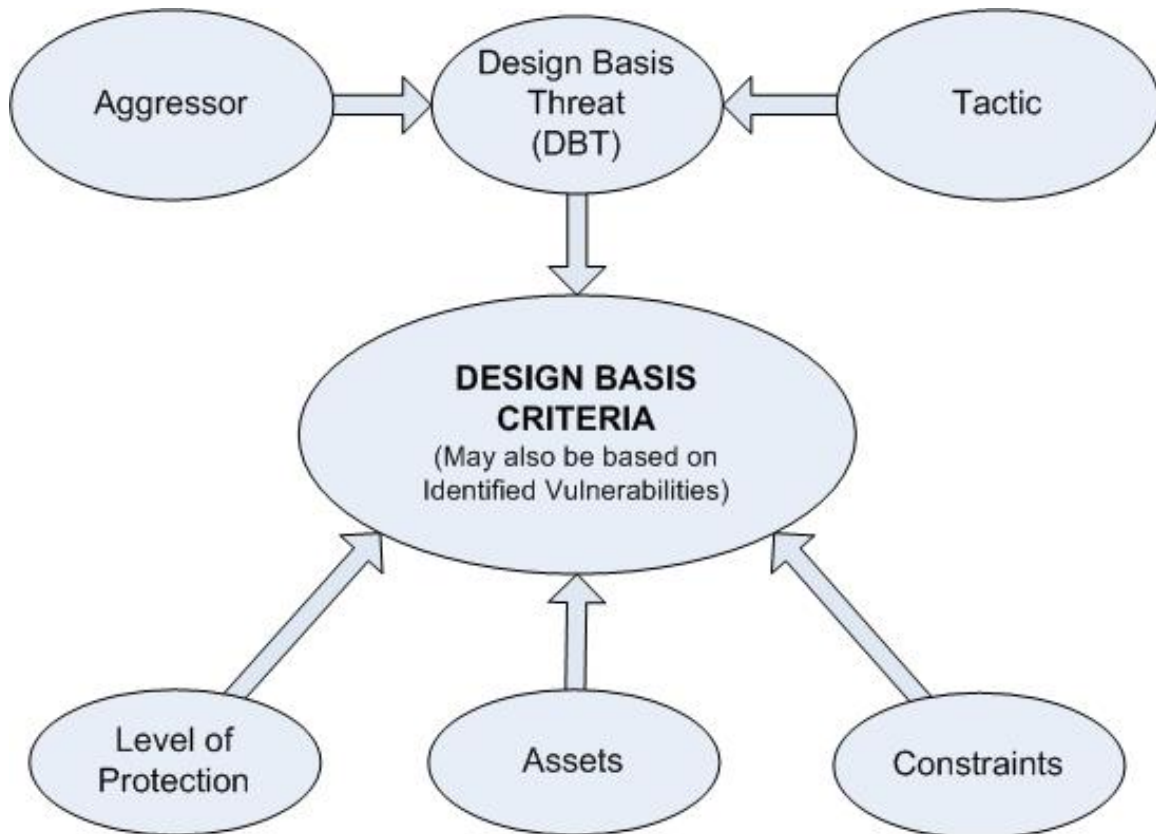 Aggressor
Design Basis
Threat
(DBT)
Tactic
DESIGN BASIS
CRITERIA
(May also be based on
Identified Vulnerabilities)
Level of
Protection
Assets
Constraints